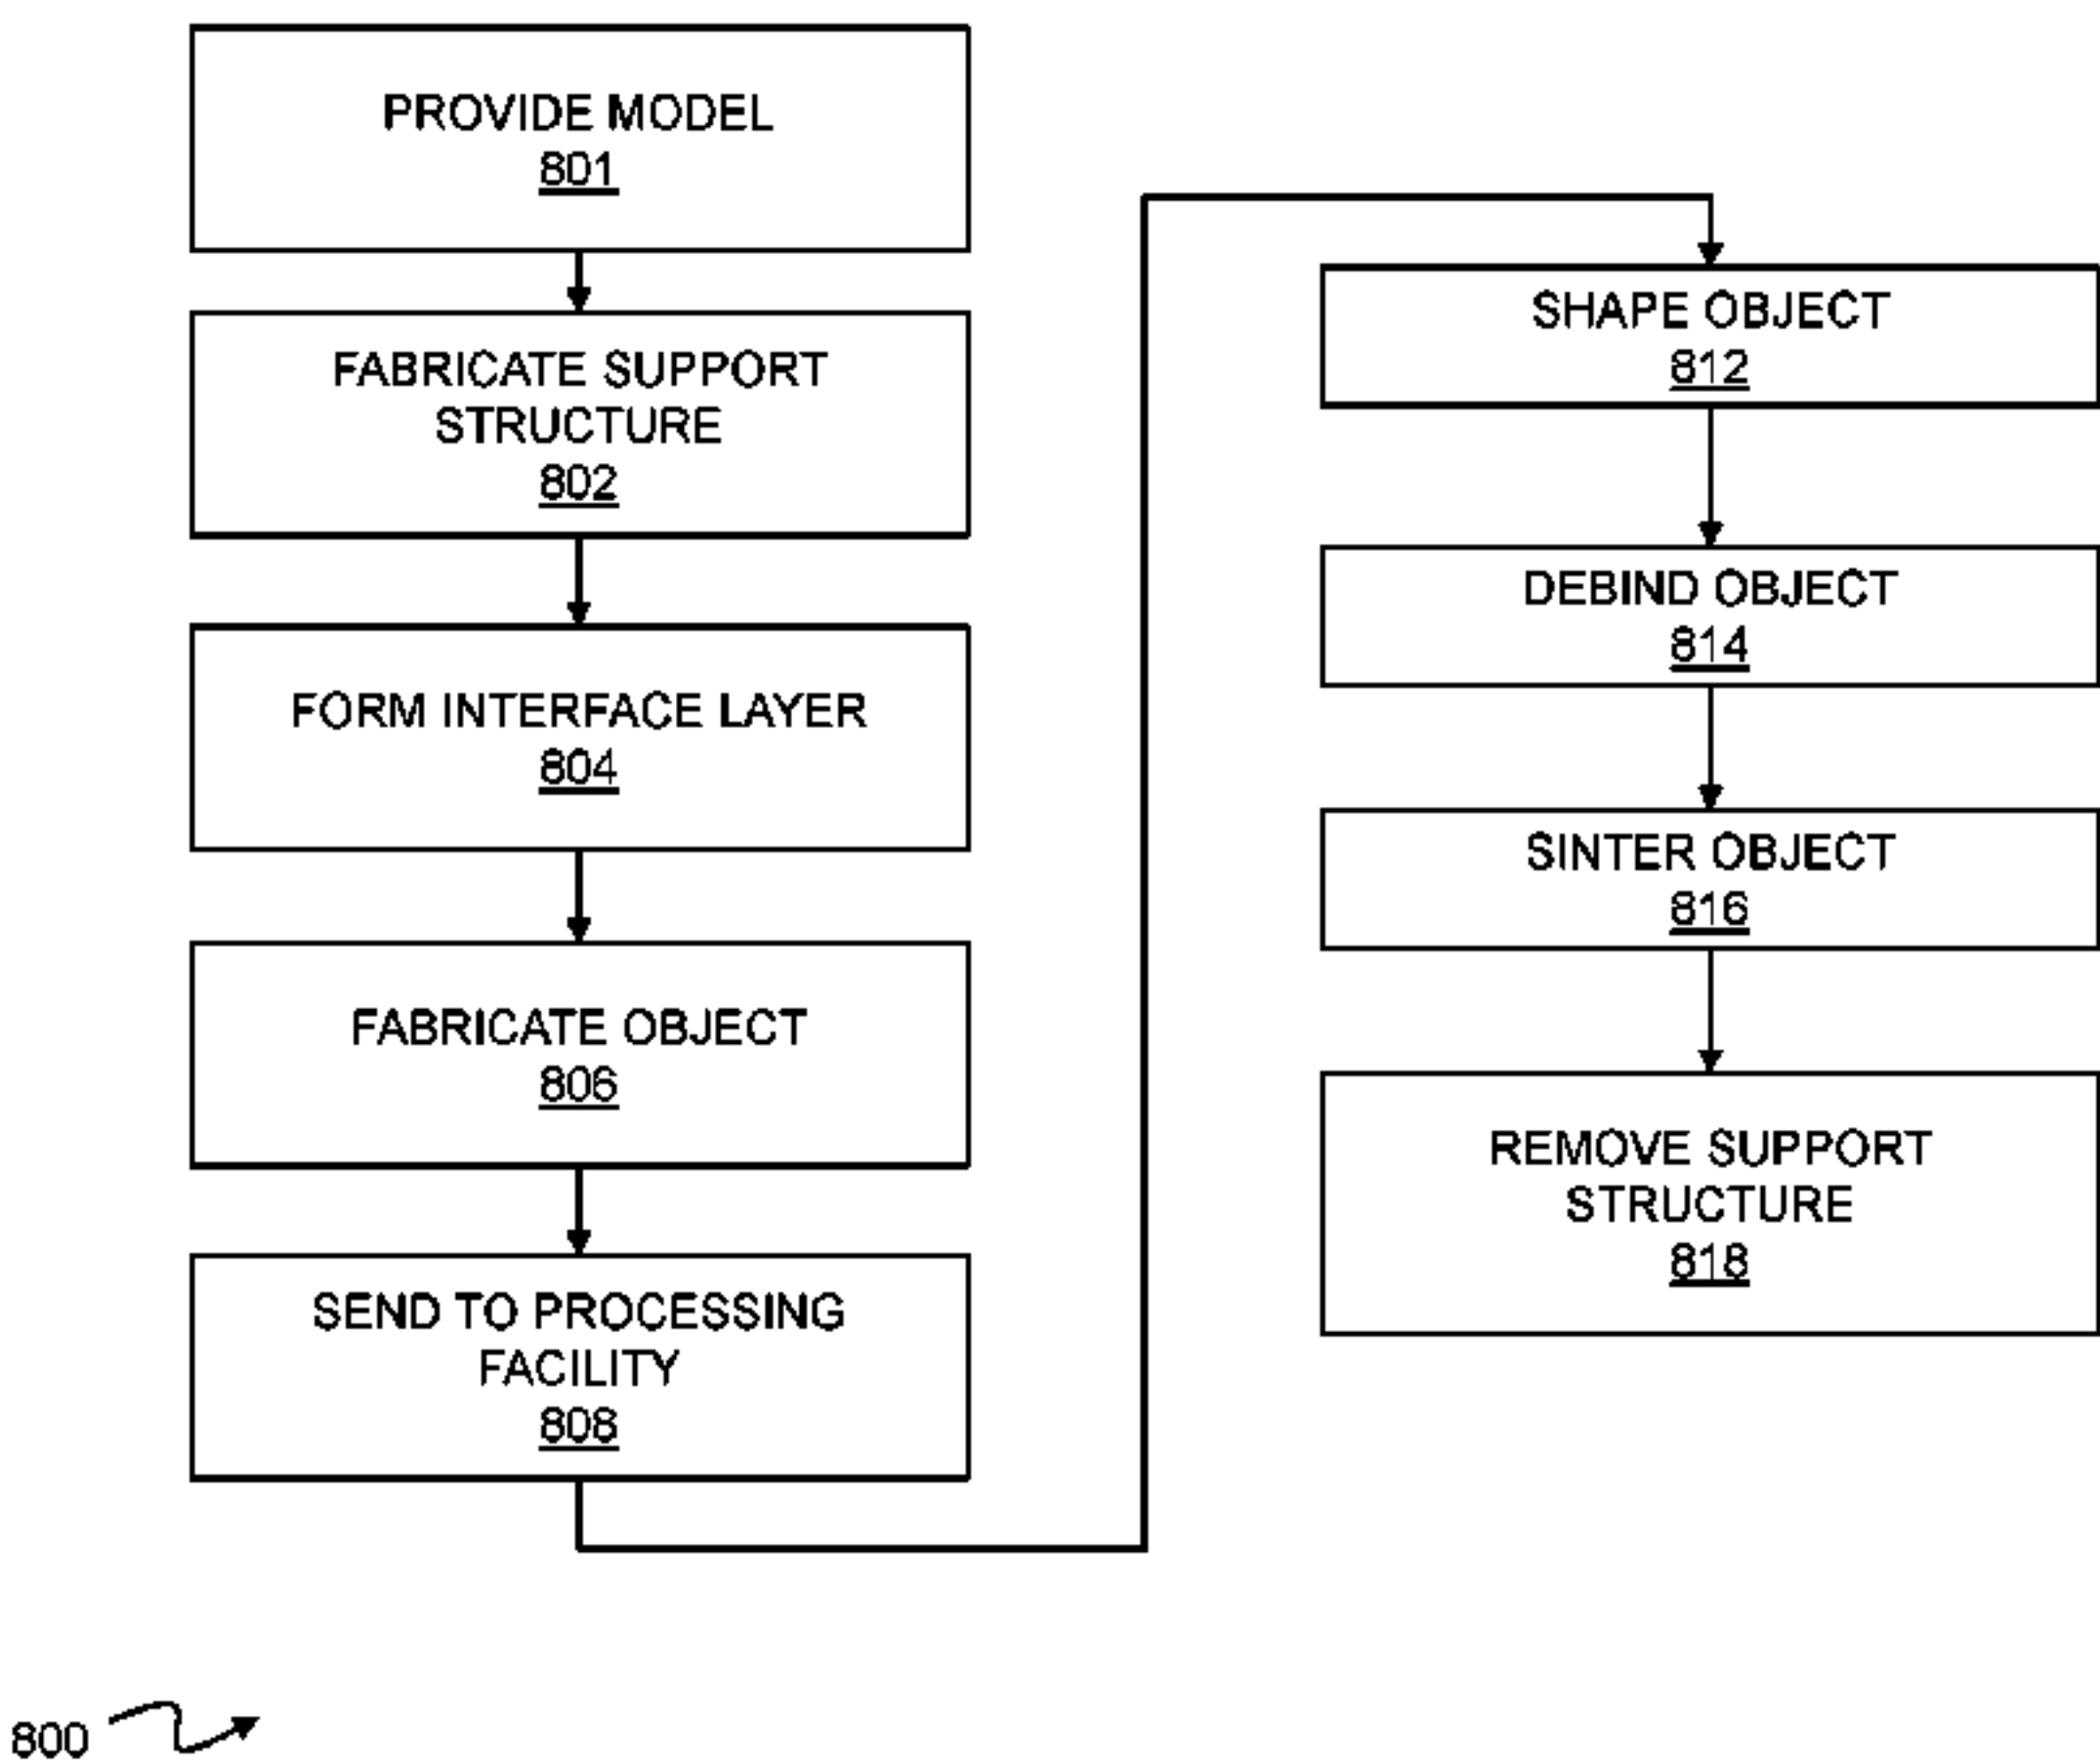 PROVIDE MODEL
801
FABRICATE SUPPORT
STRUCTURE
802
FORM INTERFACE LAYER
804
FABRICATE OBJECT
806
SEND TO PROCESSING
FACILITY
808
SHAPE OBJECT
812
DEBIND OBJECT
814
SINTER OBJECT
816
REMOVE SUPPORT
STRUCTURE
818
800